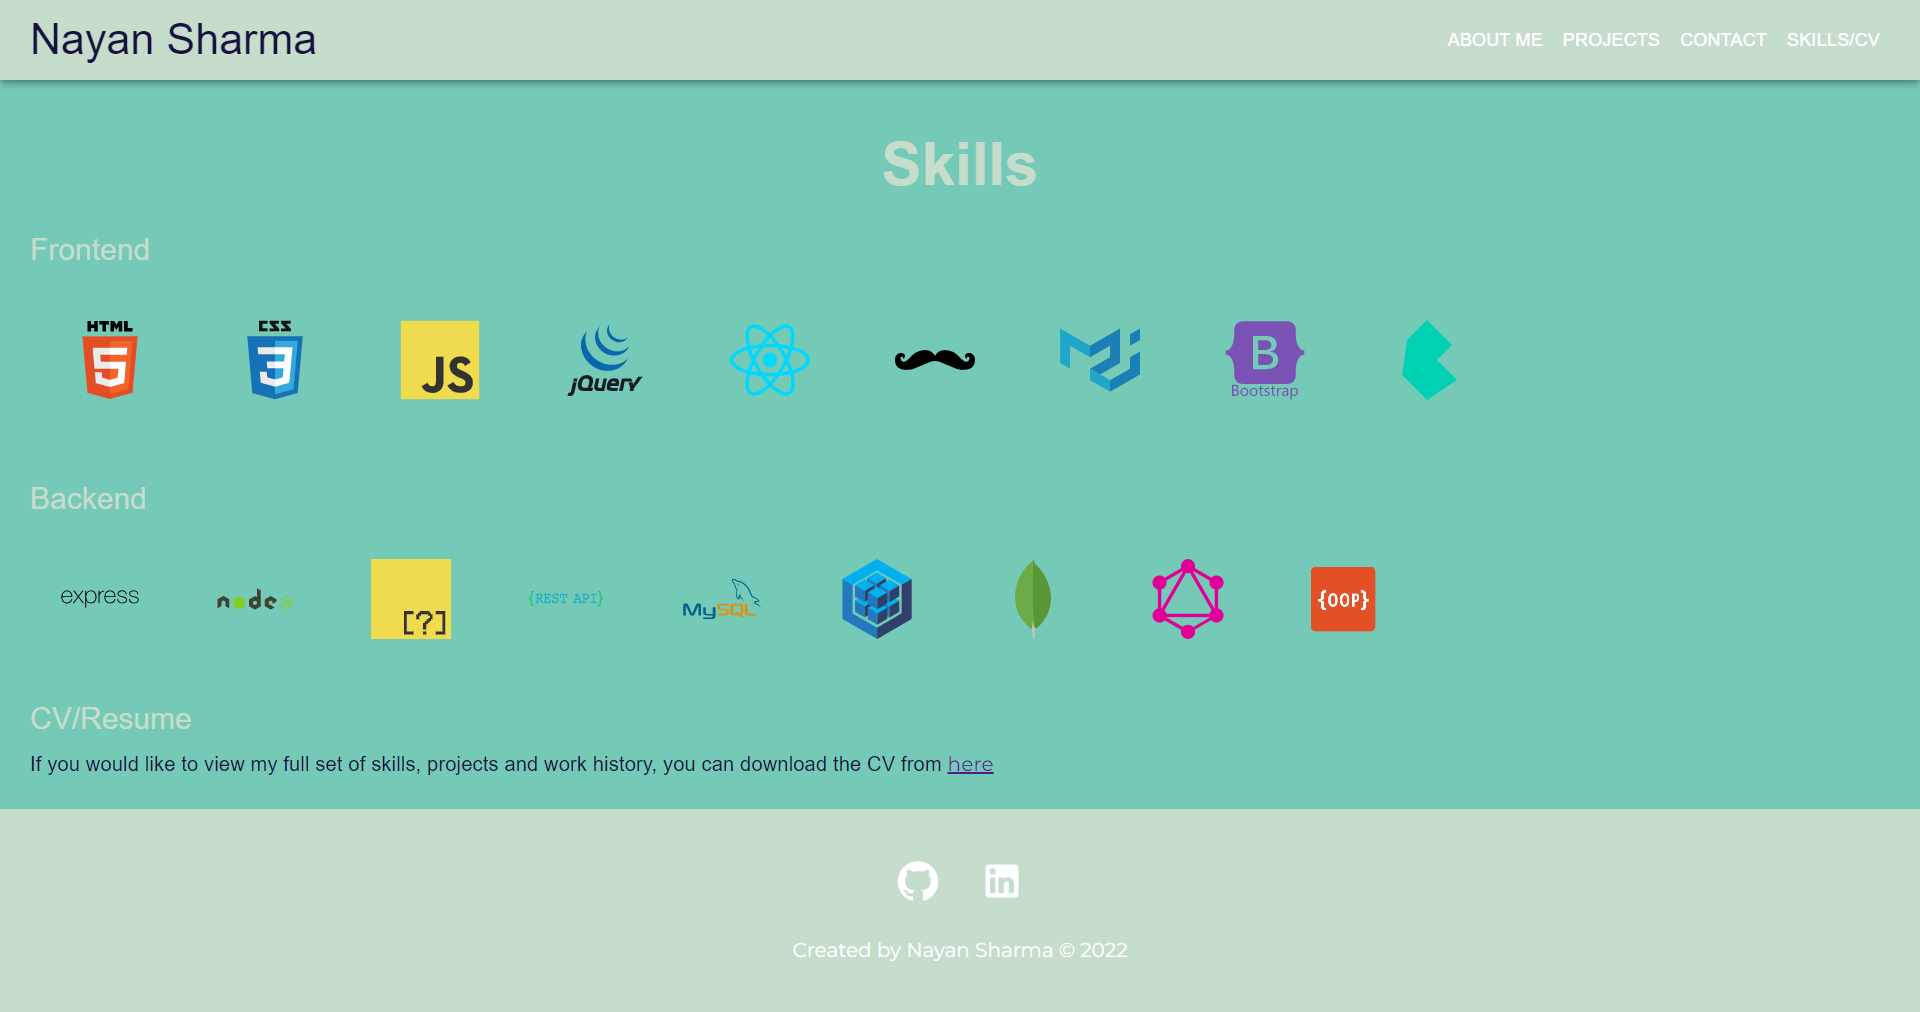 Nayan Sharma
ABOUT ME PROJECTS CONTACT SKILLS/CV
Skills
Frontend
HTML
5
CSS
3
JS
jQuery
B
Bootstrap
Backend
express
node
[?]
{REST API}
MySQL
{OOP}
CV/Resume
If you would like to view my full set of skills, projects and work history, you can download the CV from here
in
Created by Nayan Sharma © 2022